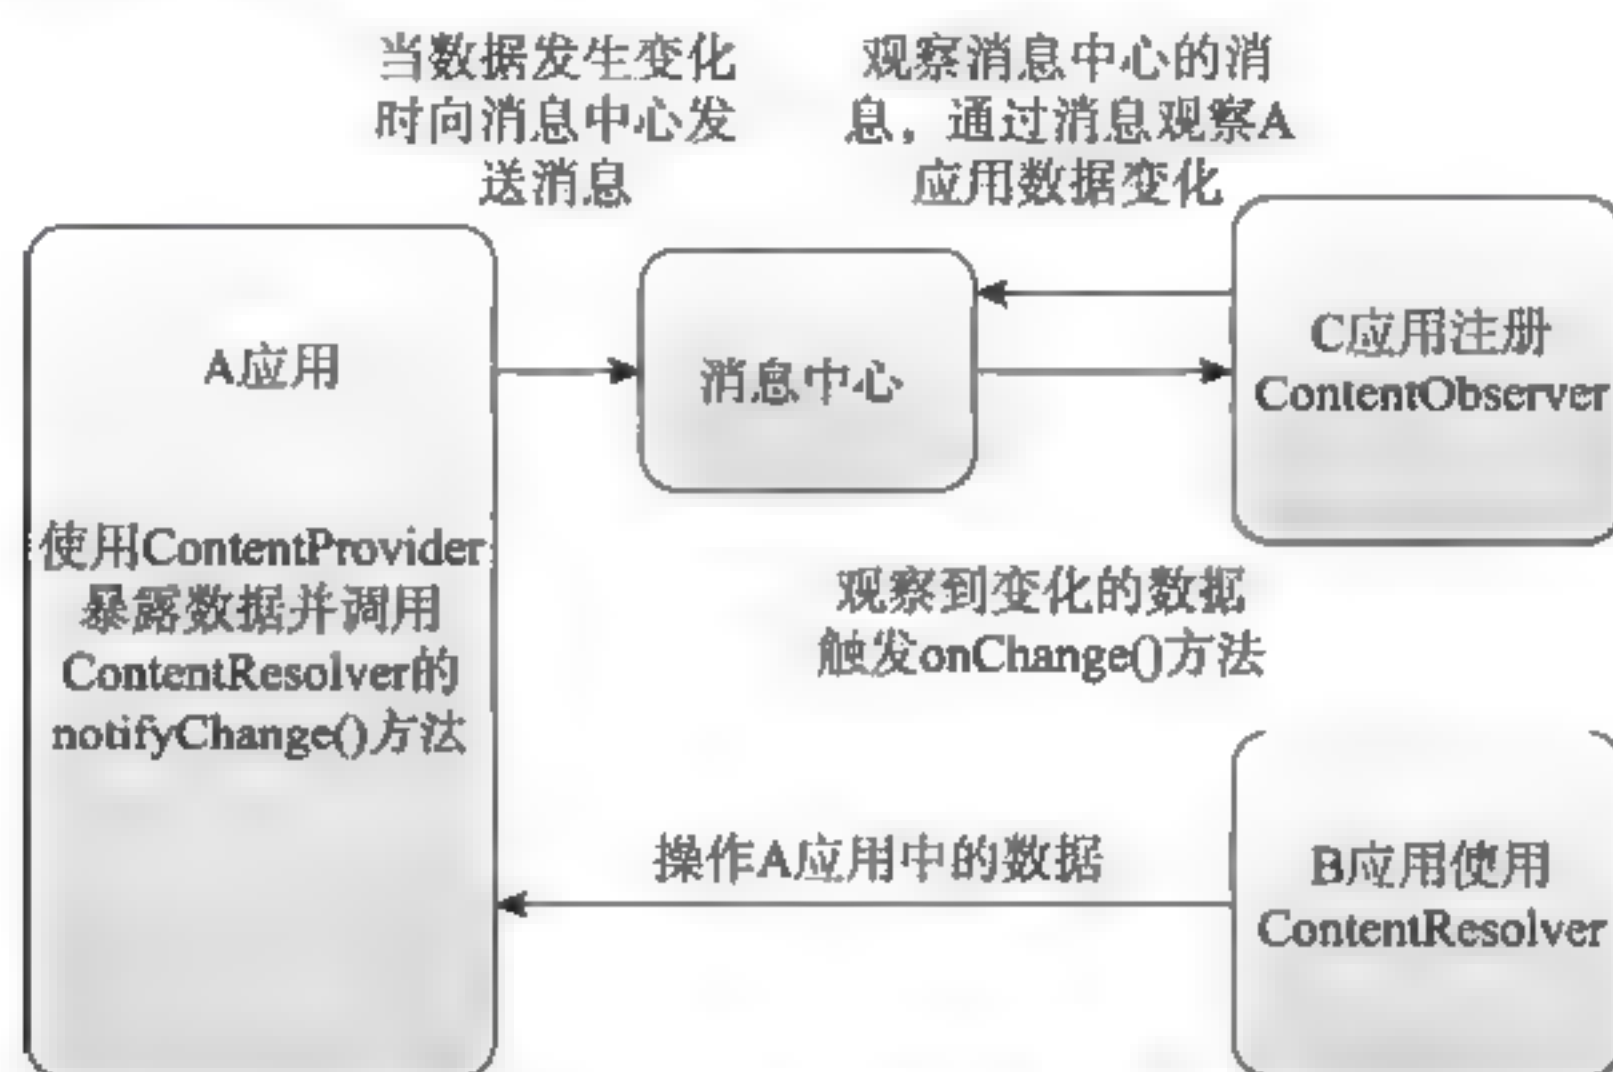 当数据发生变化
时向消息中心发
送消息
观察消息中心的消
息，通过消息观察A
应用数据变化
A应用
使用ContentProvider
暴露数据并调用
ContentResolver的
notifyChange()方法
消息中心
C应用注册
ContentObserver
观察到变化的数据
触发onChange()方法
操作A应用中的数据
B应用使用
ContentResolver